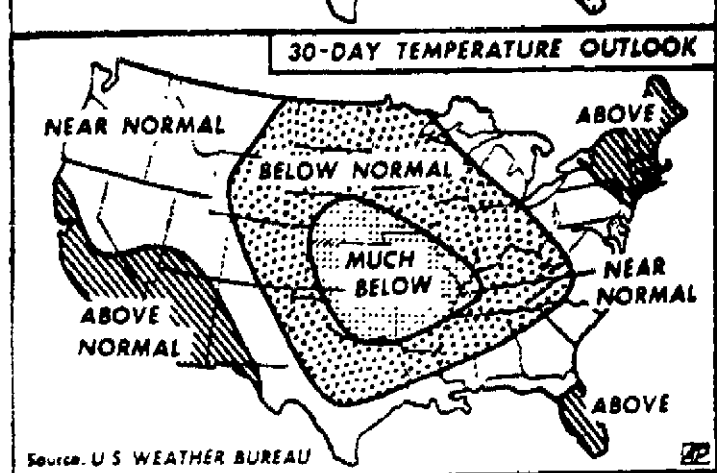 30-DAY TEMPERATURE OUTLOOK
ABOVE
NEAR NORMAL
BELOW NORMAL
MUCH
BELOW
NEAR
NORMAL
ABOVE
NORMAL
ABOVE
Source. U S WEATHER BUREAU
AP